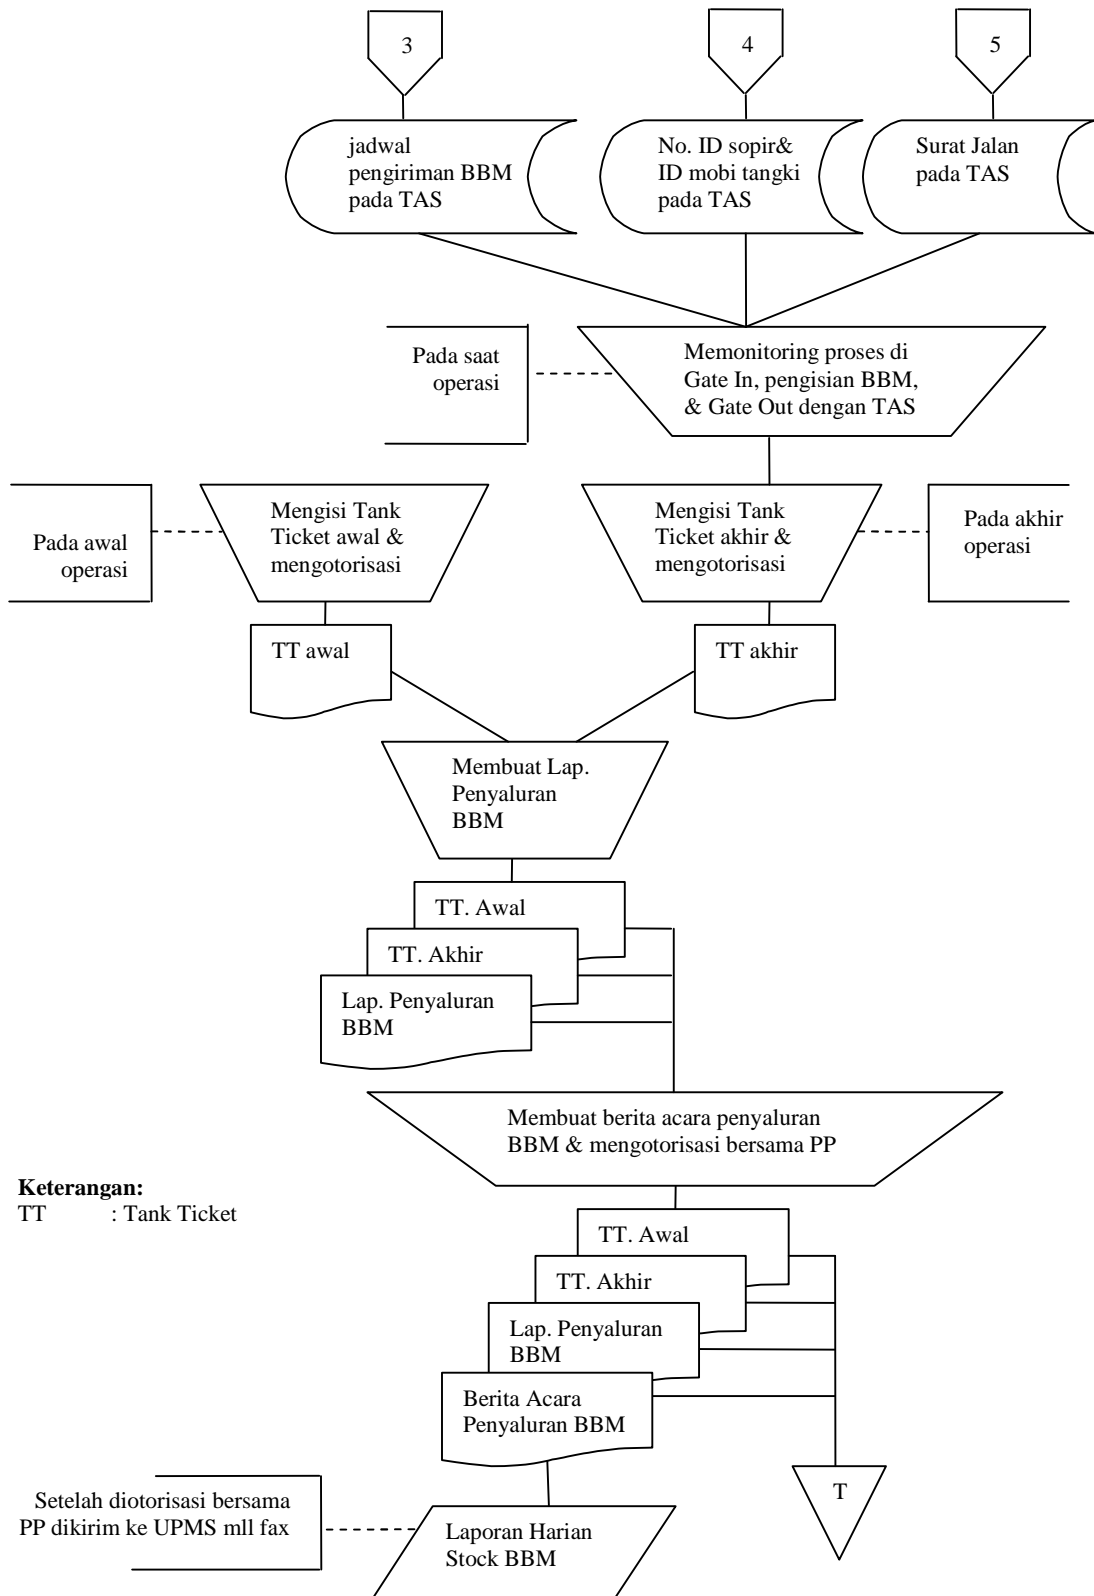 3
4
5
jadwal
pengiriman BBM
pada TAS
No. ID sopir&
ID mobi tangki
pada TAS
Surat Jalan
pada TAS
Pada saat
operasi
Memonitoring proses di
Gate In, pengisian BBM,
& Gate Out dengan TAS
Pada awal
operasi
Mengisi Tank
Ticket awal &
mengotorisasi
Mengisi Tank
Ticket akhir &
mengotorisasi
Pada akhir
operasi
TT awal
TT akhir
Membuat Lap.
Penyaluran
BBM
TT. Awal
TT. Akhir
Lap. Penyaluran
BBM
Membuat berita acara penyaluran
BBM & mengotorisasi bersama PP
Keterangan:
TT : Tank Ticket
TT. Awal
TT. Akhir
Lap. Penyaluran
BBM
Berita Acara
Penyaluran BBM
T
Setelah diotorisasi bersama
PP dikirim ke UPMS mll fax
Laporan Harian
Stock BBM